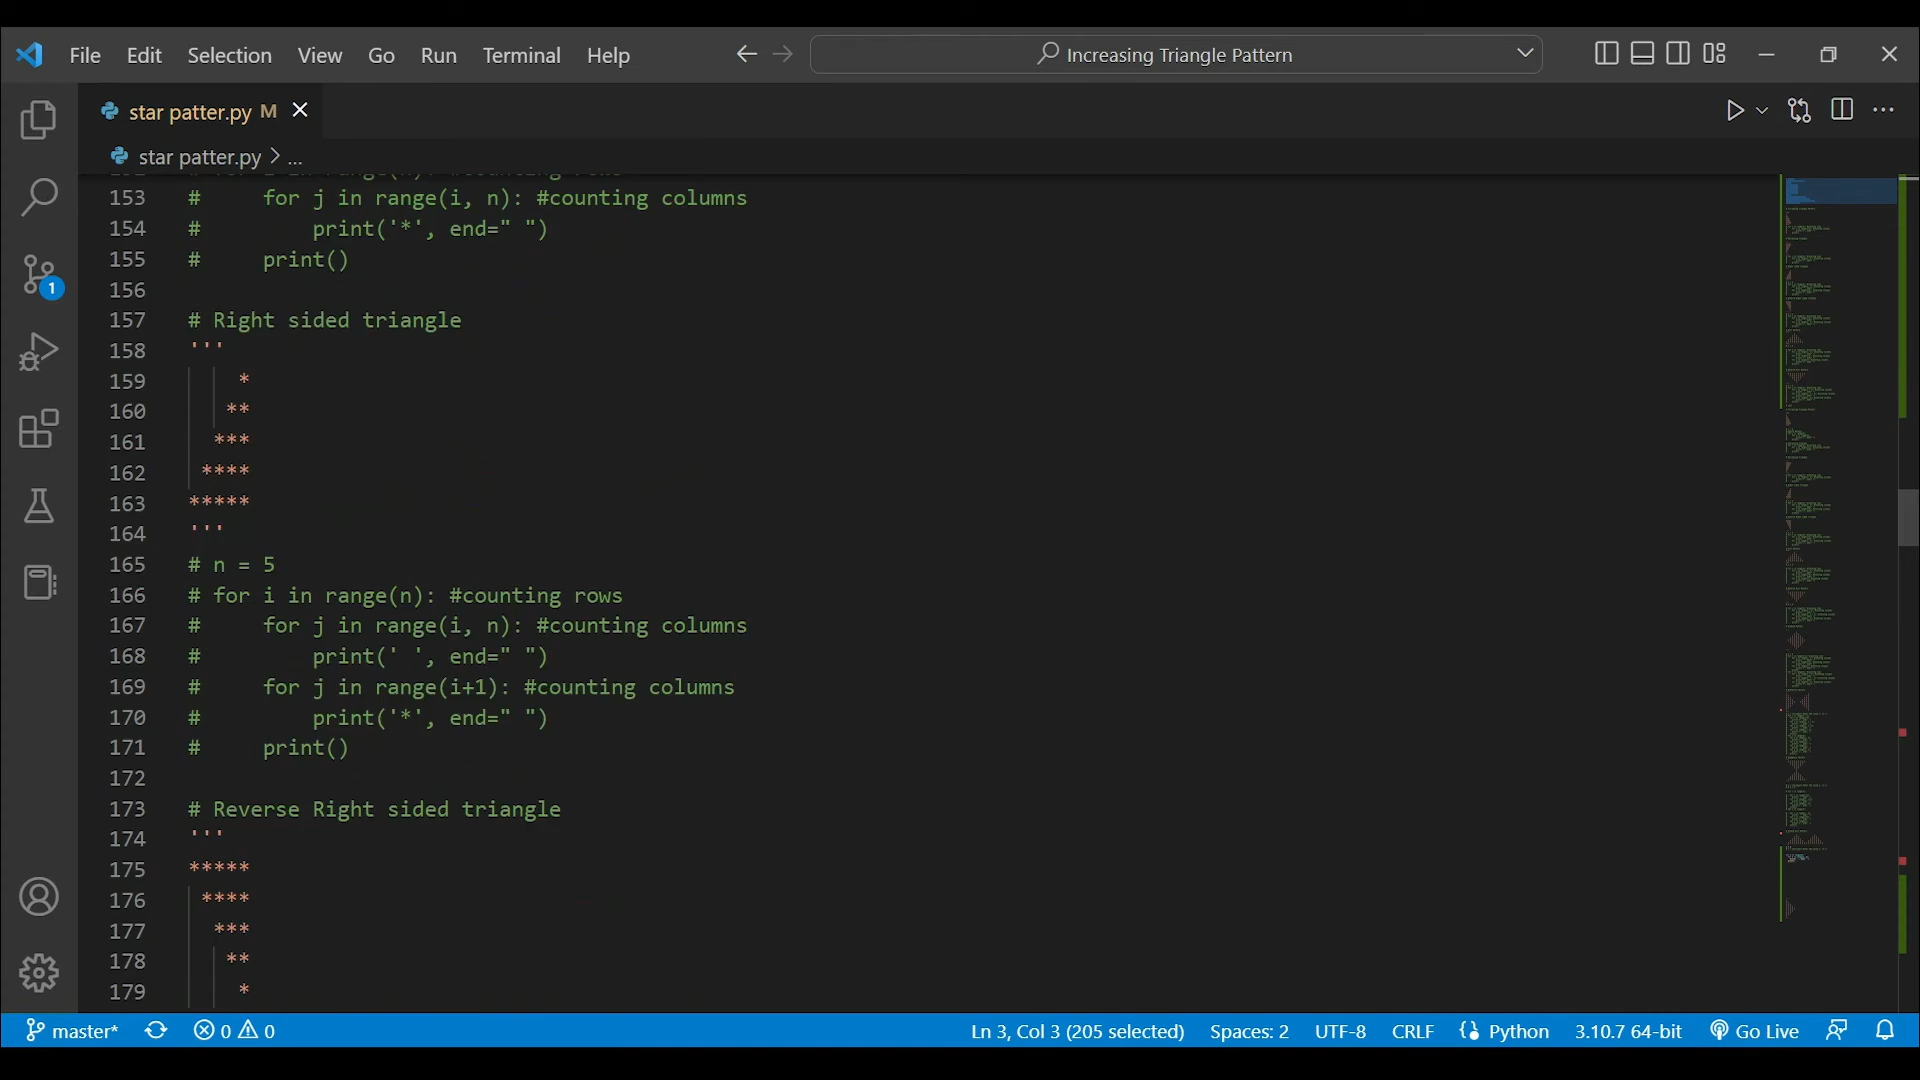 File Edit Selection View Go Run Terminal Help
Increasing Triangle Pattern
star patter.py M
star patter.py > ...
153 #     for j in range(i, n): #counting columns
154 #         print('*', end=" ")
155 #     print()
156
157 # Right sided triangle
158 '''
159     *
160    **
161   ***
162  ****
163 *****
164 '''
165 # n = 5
166 # for i in range(n): #counting rows
167 #     for j in range(i, n): #counting columns
168 #         print(' ', end=" ")
169 #     for j in range(i+1): #counting columns
170 #         print('*', end=" ")
171 #     print()
172
173 # Reverse Right sided triangle
174 '''
175 *****
176  ****
177   ***
178    **
179     *
1
master* 0 0 Ln 3, Col 3 (205 selected) Spaces: 2 UTF-8 CRLF Python 3.10.7 64-bit Go Live